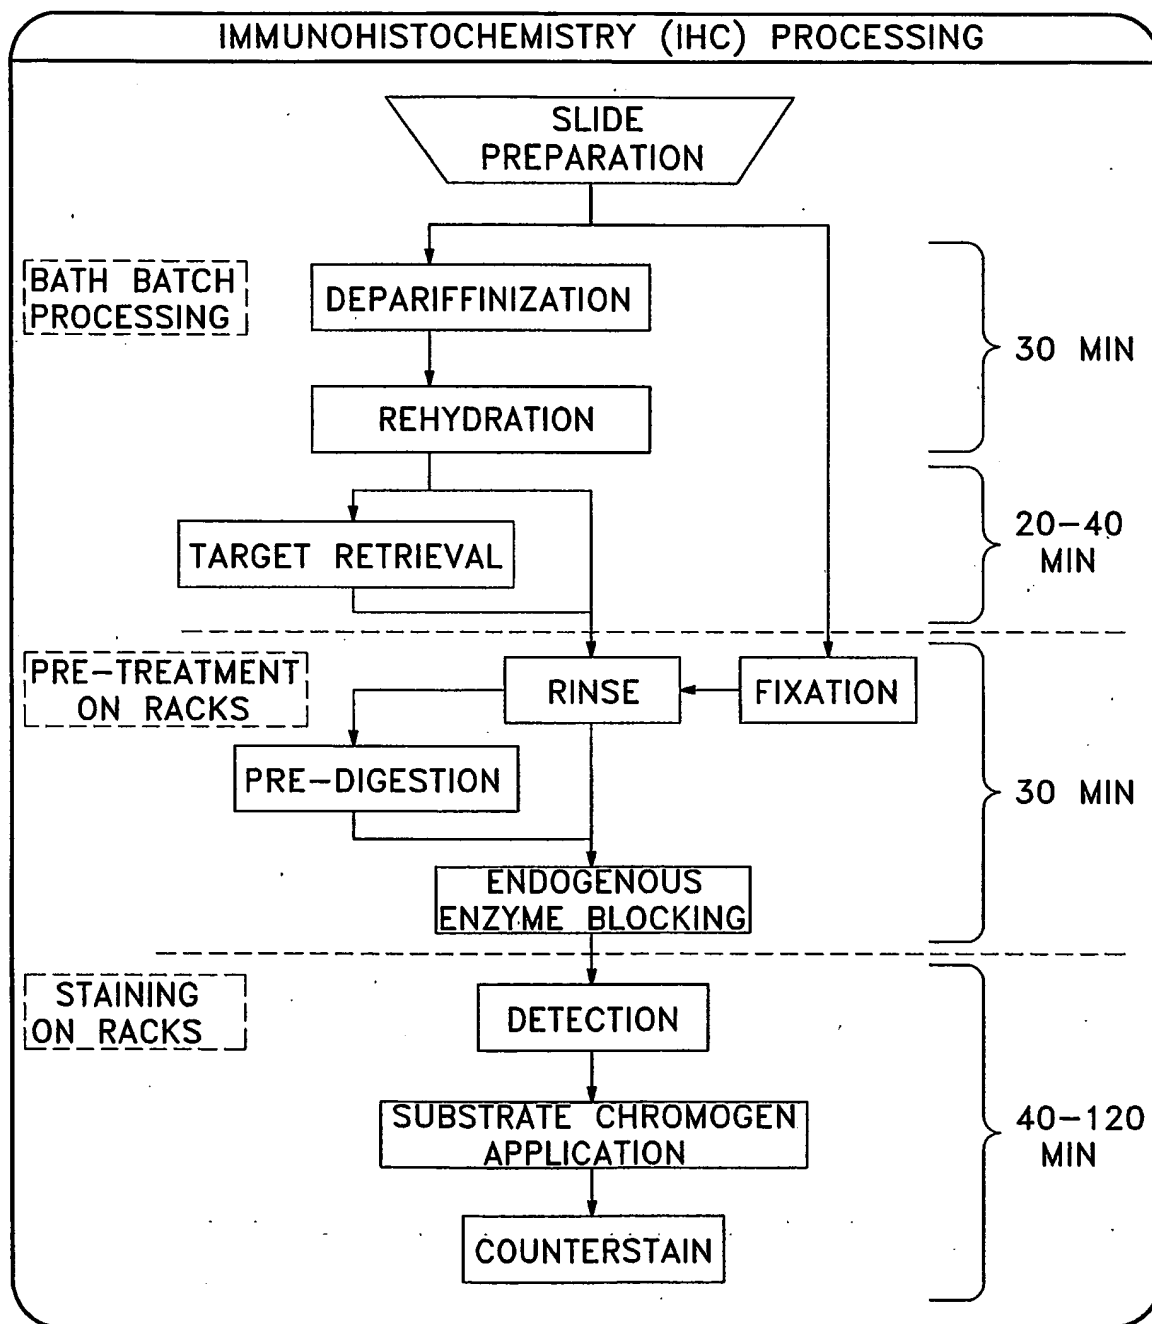 IMMUNOHISTOCHEMISTRY (IHC) PROCESSING
SLIDE
PREPARATION
BATH BATCH
PROCESSING
DEPARIFFINIZATION
30 MIN
REHYDRATION
TARGET RETRIEVAL
20-40
MIN
PRE-TREATMENT
ON RACKS
RINSE
FIXATION
PRE-DIGESTION
30 MIN
ENDOGENOUS
ENZYME BLOCKING
STAINING
ON RACKS
DETECTION
SUBSTRATE CHROMOGEN
APPLICATION
40-120
MIN
COUNTERSTAIN